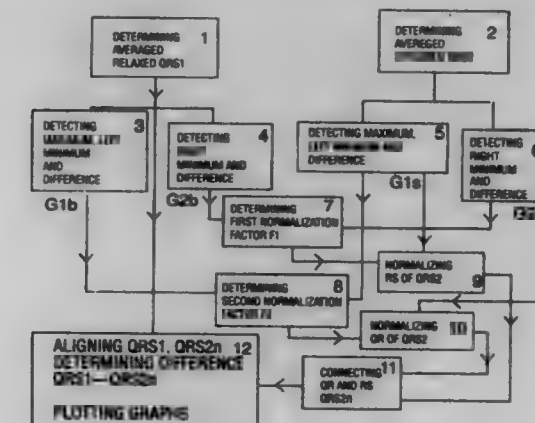 1
DETERMINING
AVERAGED
RELAXED QRS1
2
DETERMINING
AVEREGED
3
DETECTING
MINIMUM
AND
DIFFERENCE
4
DETECTING
RIGHT
MINIMUM AND
DIFFERENCE
5
DETECTING MAXIMUM,
DIFFERENCE
6
DETECTING
RIGHT
MINIMUM
AND
DIFFERENCE
G1b
G2b
G1s
7
DETERMINING
FIRST NORMALIZATION
FACTOR F1
8
DETERMINING
SECOND NORMALIZATION
NORMALIZING
RS OF QRS2
9
NORMALIZING 10
QR OF QRS2
11
CONNECTING
QR AND RS
QRS2n
ALIGNING QRS1, QRS2n 12
DETERMINING DIFFERENCE
QRS1—QRS2n
PLOTTING GRAPHS